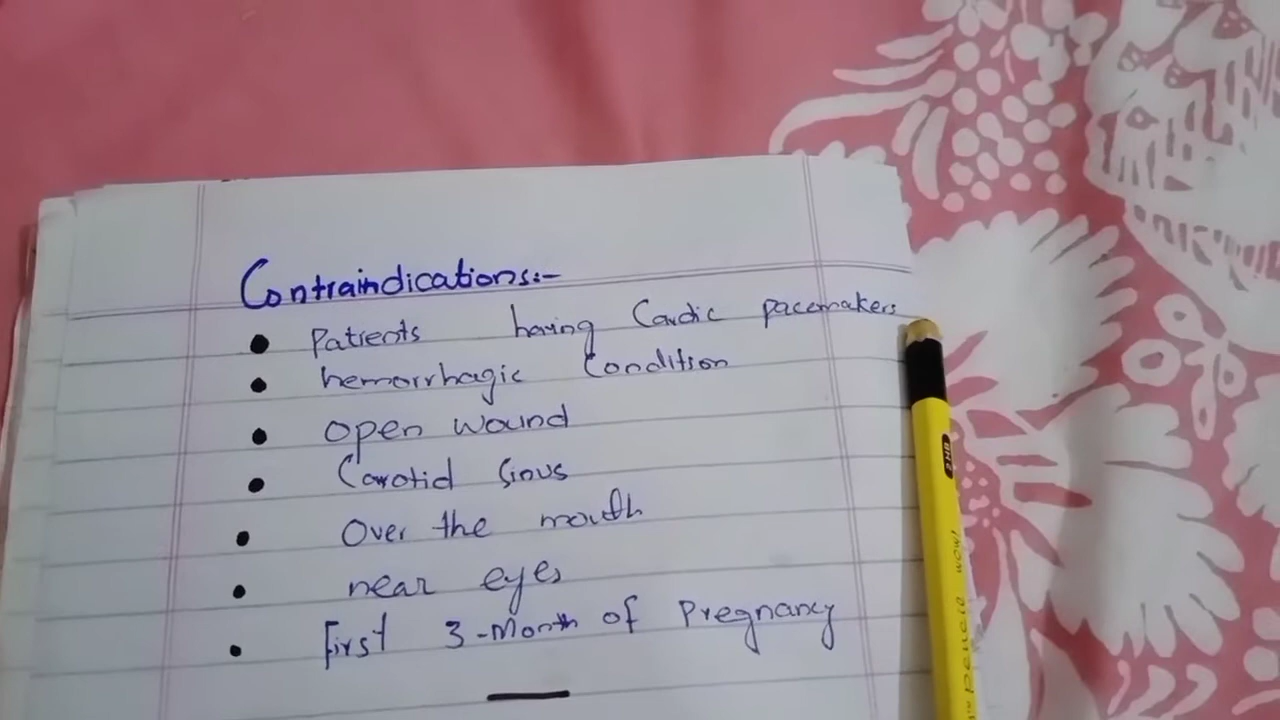 Contraindications:-
• Patients having Cardic pacemakers
• hemorrhagic Condition
• open wound
• Carotid Sinus
• Over the mouth
• near eyes
• First 3-Month of Pregnancy